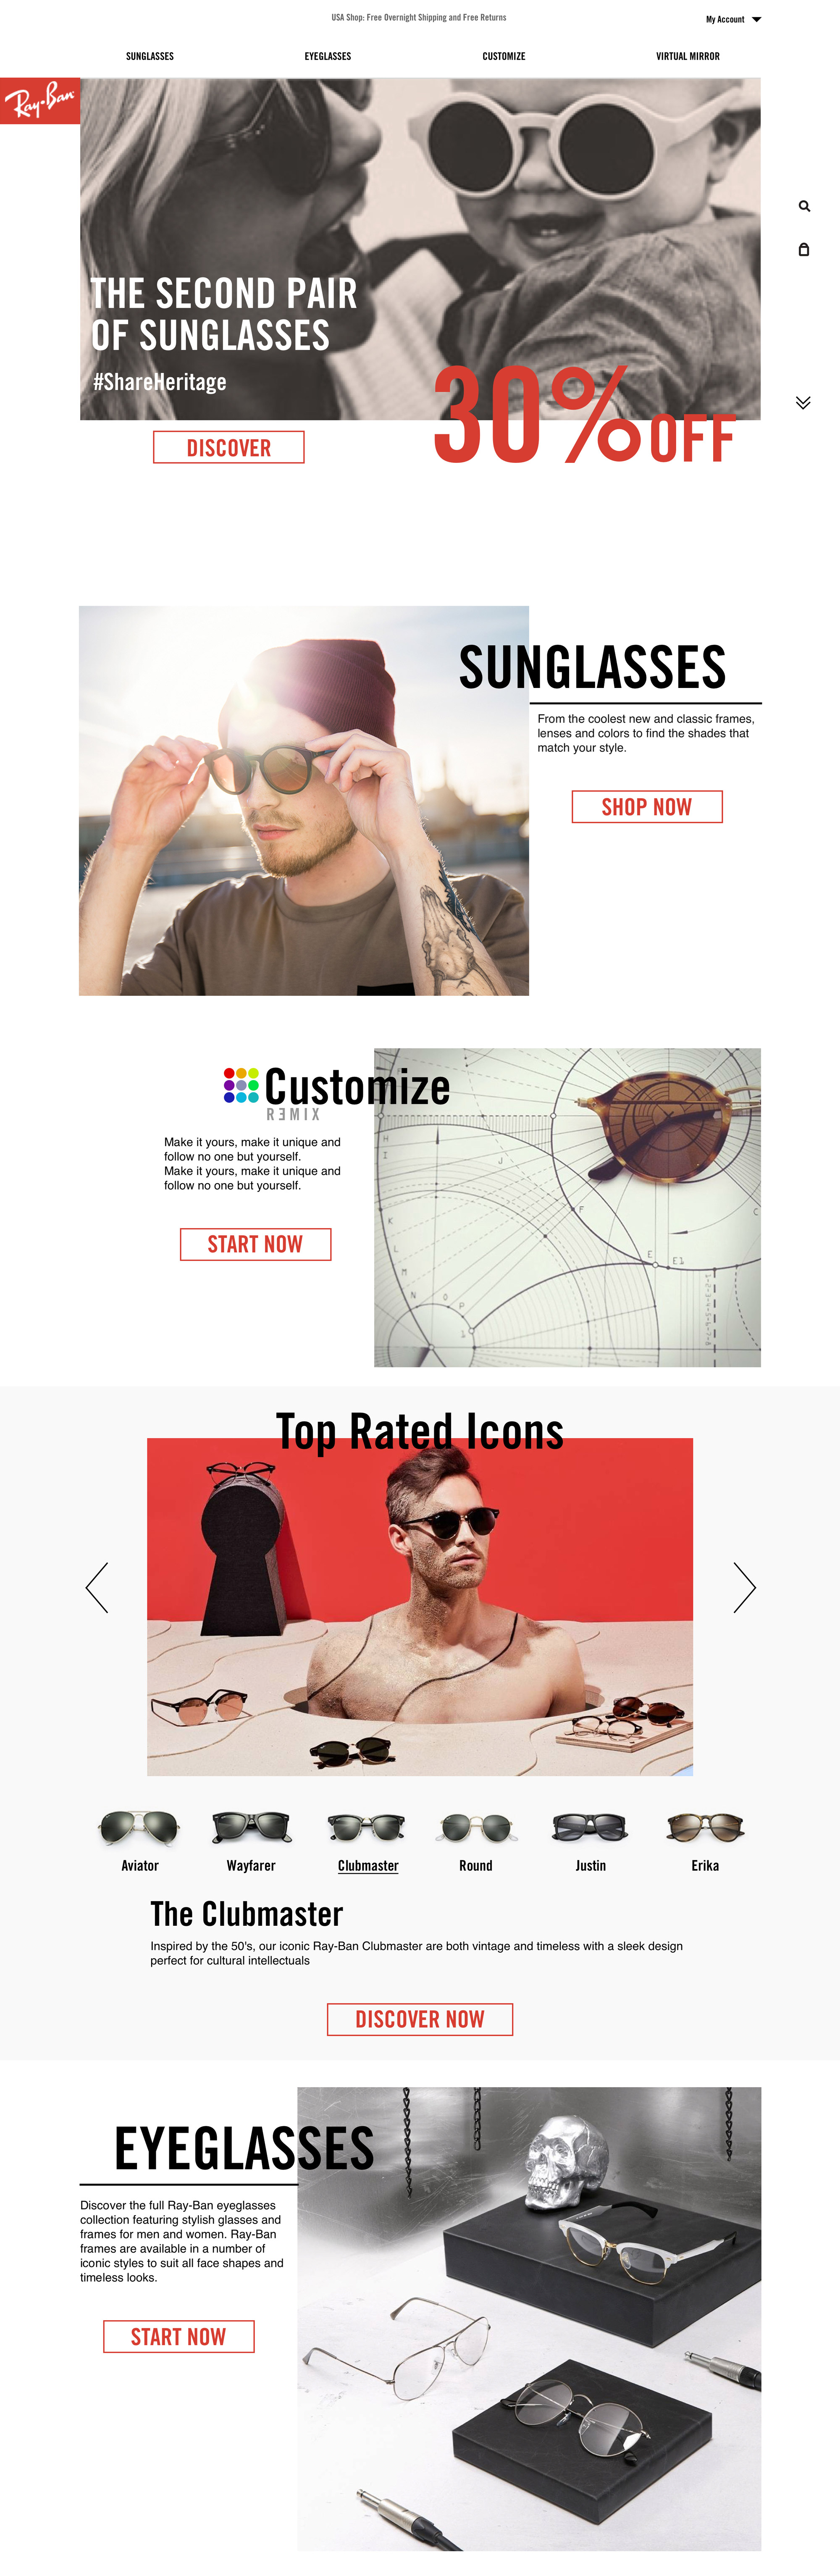 USA Shop: Free Overnight Shipping and Free Returns
My Account
SUNGLASSES
EYEGLASSES
CUSTOMIZE
VIRTUAL MIRROR
Ray-Ban
THE SECOND PAIR
OF SUNGLASSES
#ShareHeritage
30% OFF
DISCOVER
SUNGLASSES
From the coolest new and classic frames,
lenses and colors to find the shades that
match your style.
SHOP NOW
Customize
REMIX
Make it yours, make it unique and
follow no one but yourself.
Make it yours, make it unique and
follow no one but yourself.
START NOW
H
I
J
K
L
M
N
O
P
F
E
E1
C
Top Rated Icons
Aviator
Wayfarer
Clubmaster
Round
Justin
Erika
The Clubmaster
Inspired by the 50's, our iconic Ray-Ban Clubmaster are both vintage and timeless with a sleek design
perfect for cultural intellectuals
DISCOVER NOW
EYEGLASSES
Discover the full Ray-Ban eyeglasses
collection featuring stylish glasses and
frames for men and women. Ray-Ban
frames are available in a number of
iconic styles to suit all face shapes and
timeless looks.
START NOW